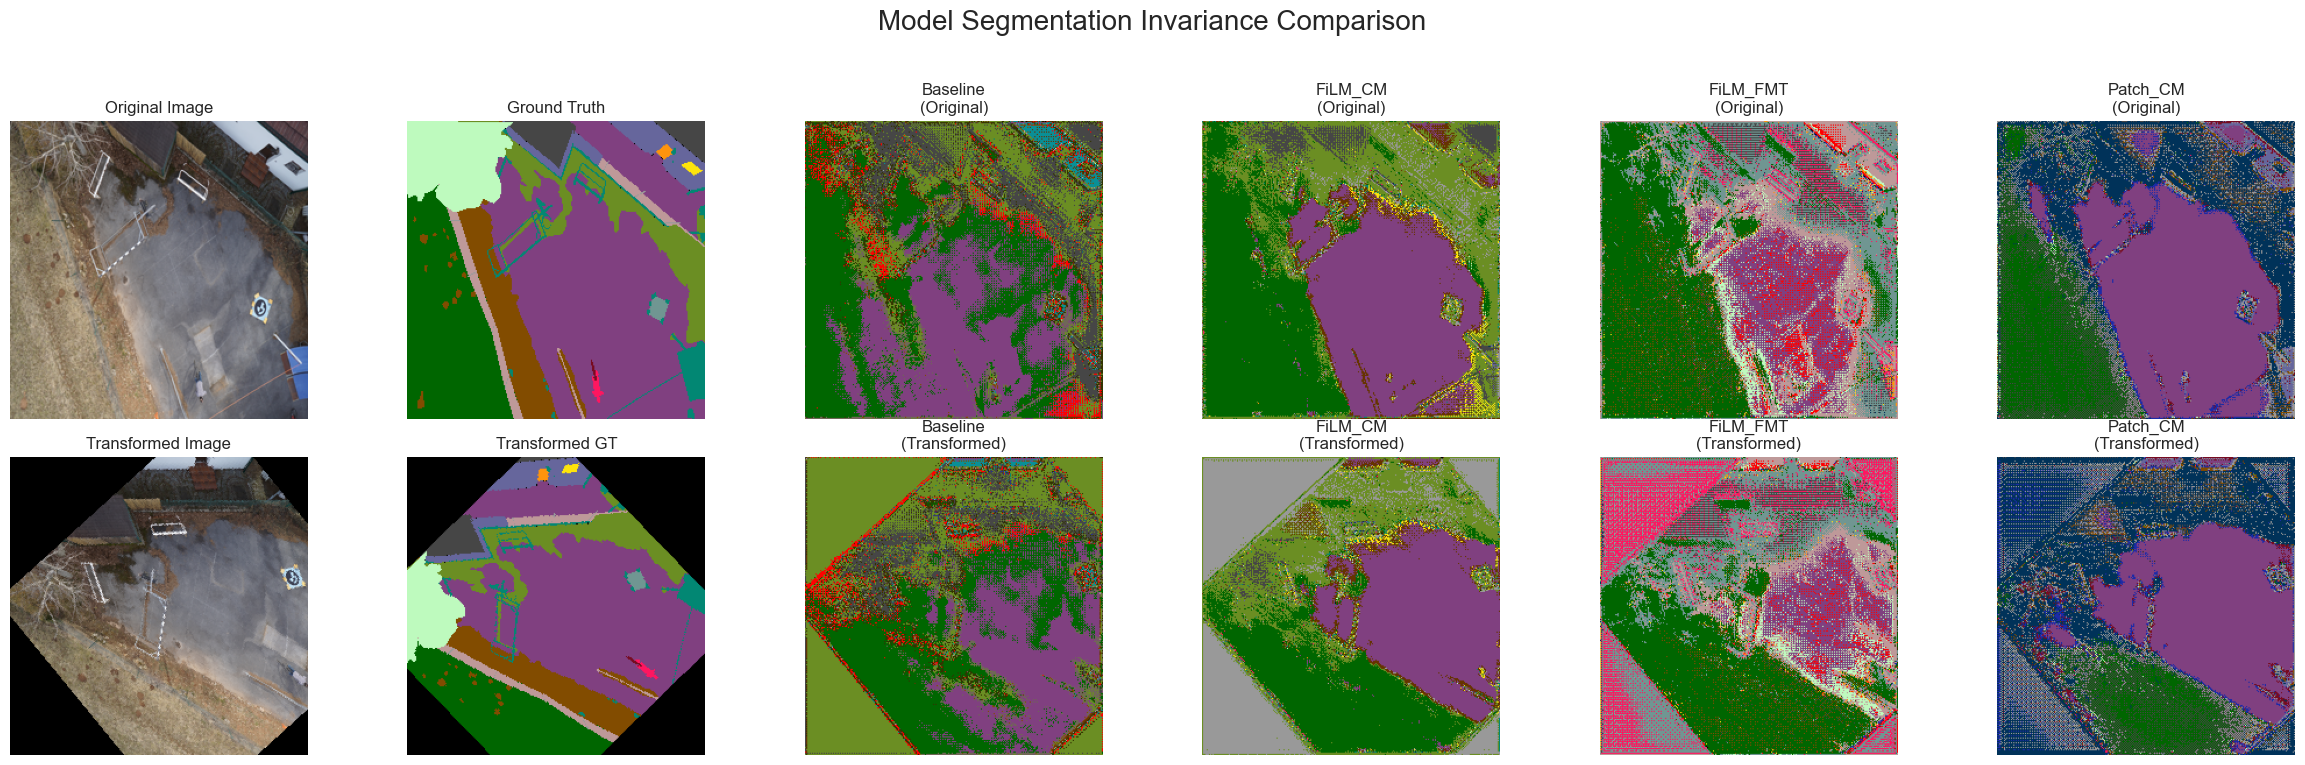 Model Segmentation Invariance Comparison
Original Image
Ground Truth
Baseline
(Original)
FiLM_CM
(Original)
FiLM_FMT
(Original)
Patch_CM
(Original)
Transformed Image
Transformed GT
Baseline
(Transformed)
FiLM_CM
(Transformed)
FiLM_FMT
(Transformed)
Patch_CM
(Transformed)